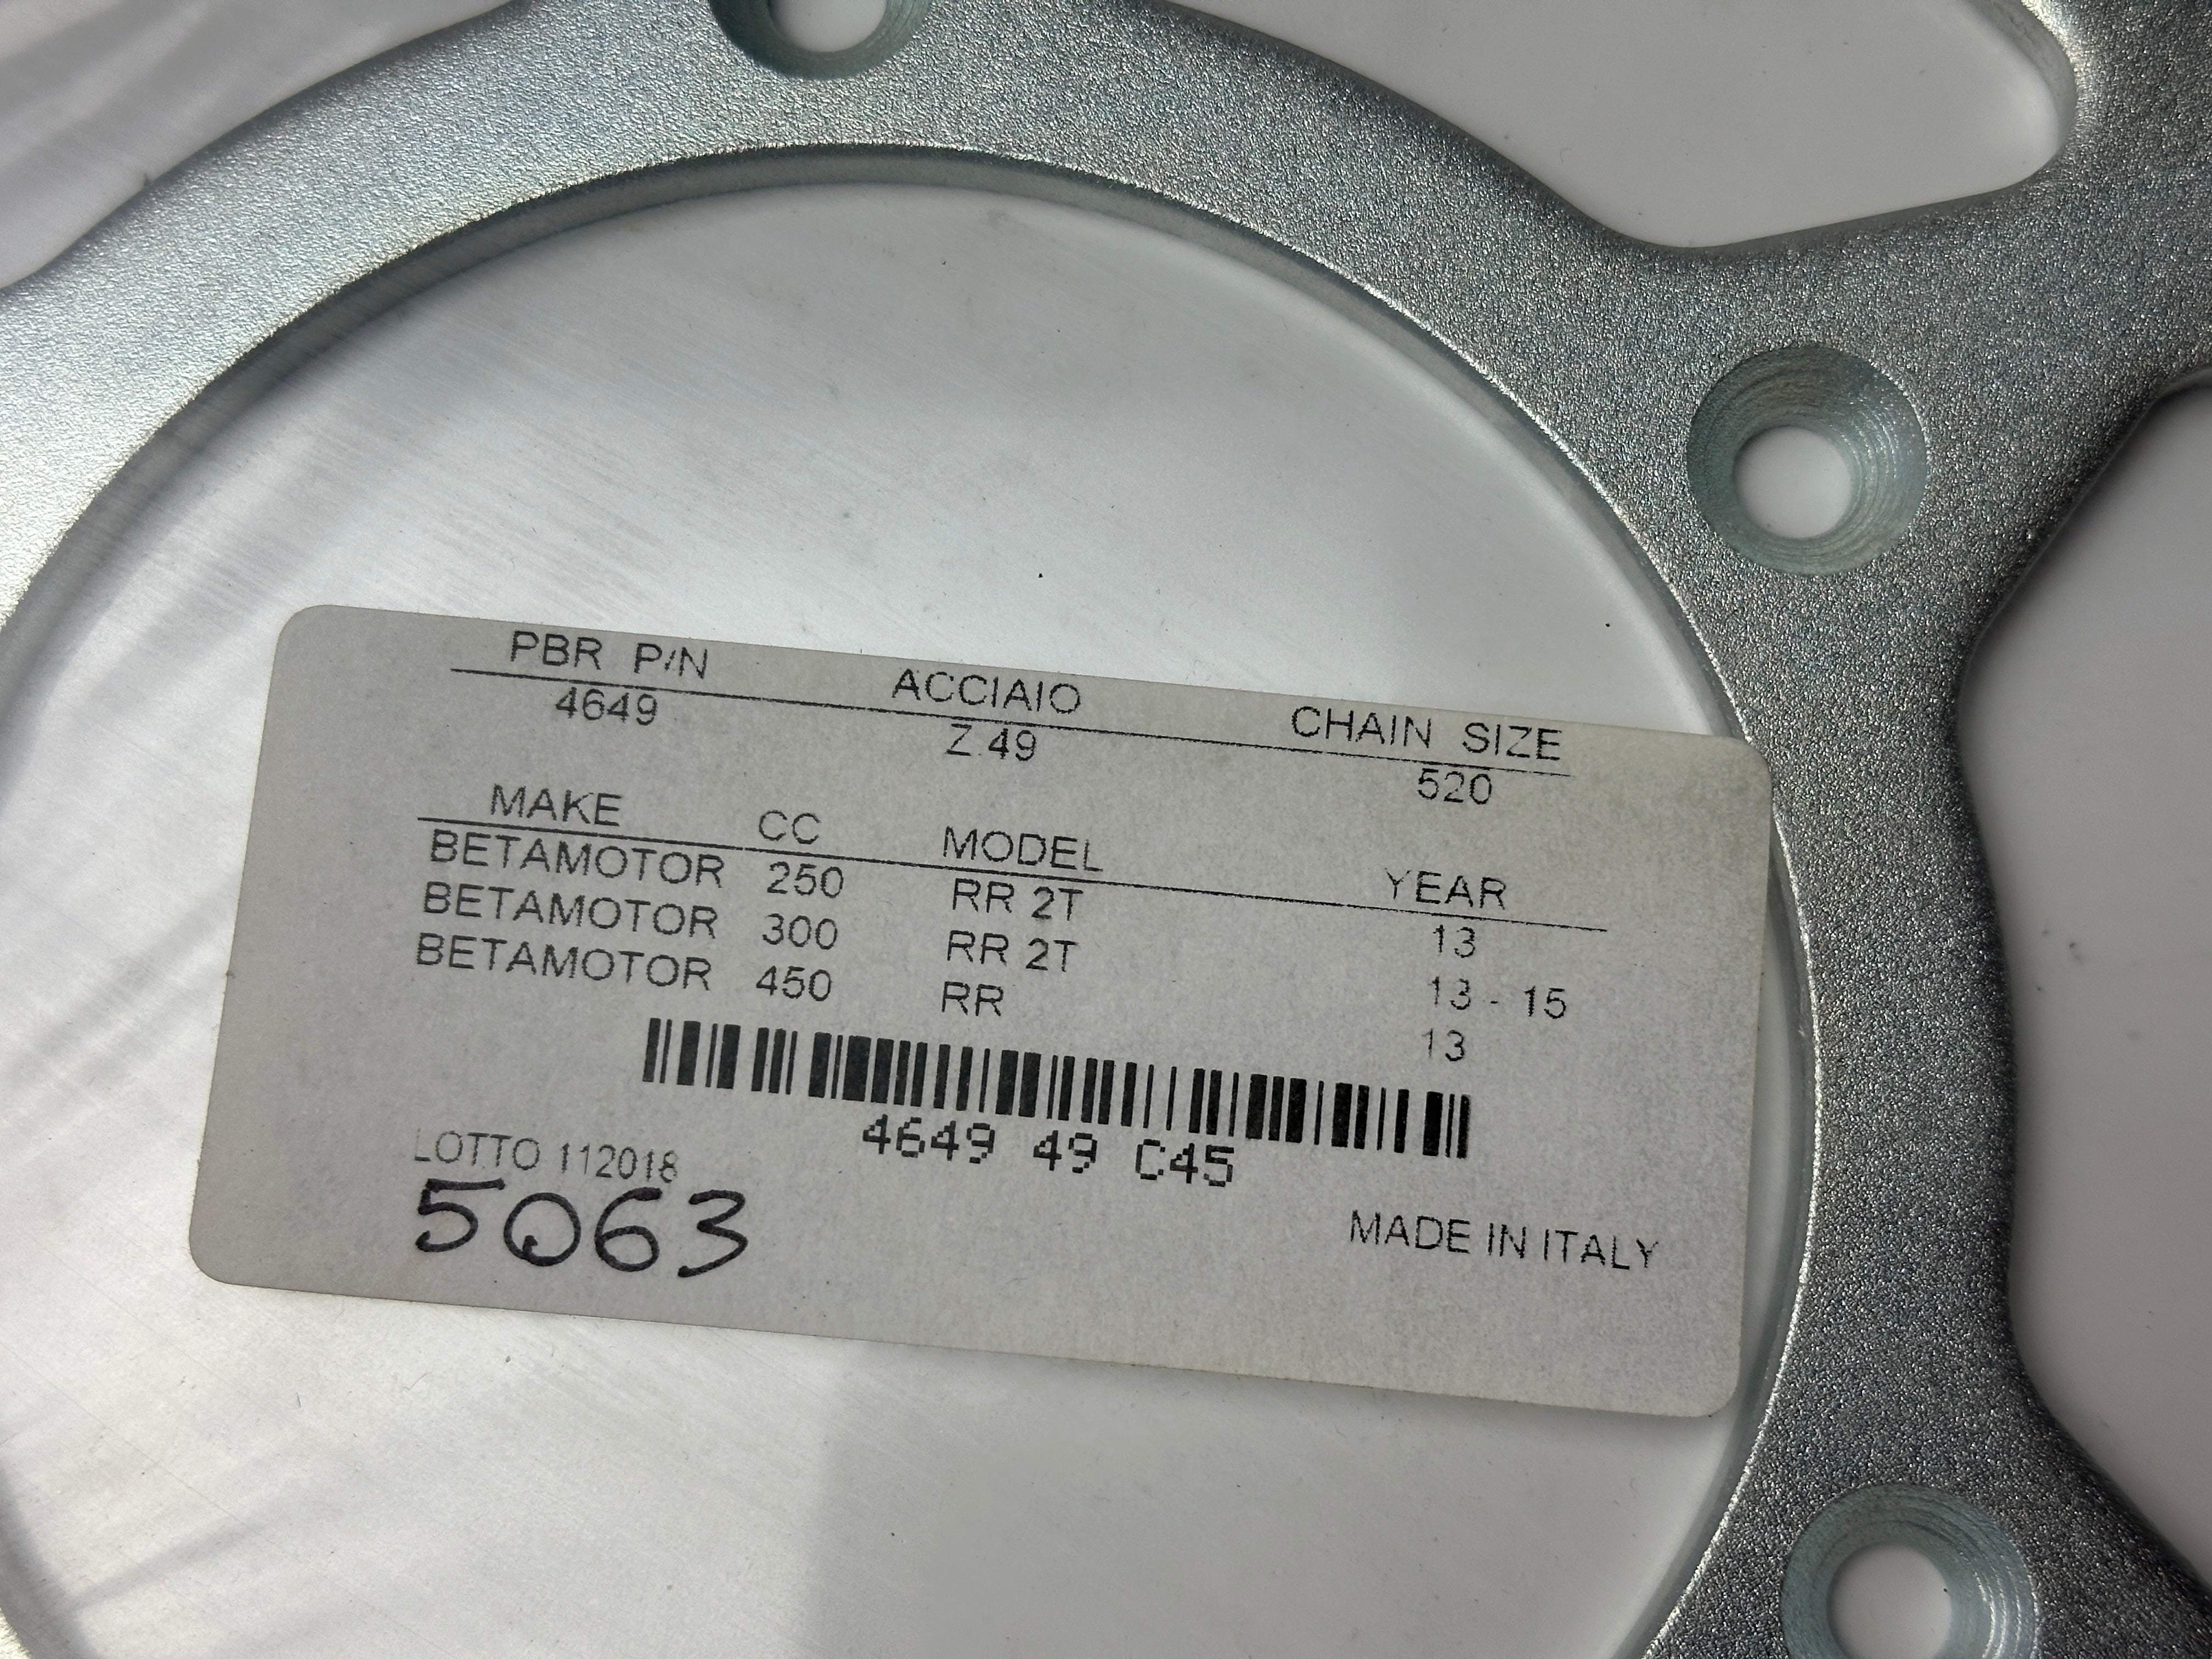 PBR P/N ACCIAIO CHAIN SIZE
4649 Z.49 520
MAKE CC MODEL YEAR
BETAMOTOR 250 RR 2T 13
BETAMOTOR 300 RR 2T 13 - 15
BETAMOTOR 450 RR 13
4649 49 C45
LOTTO 112018
5063
MADE IN ITALY